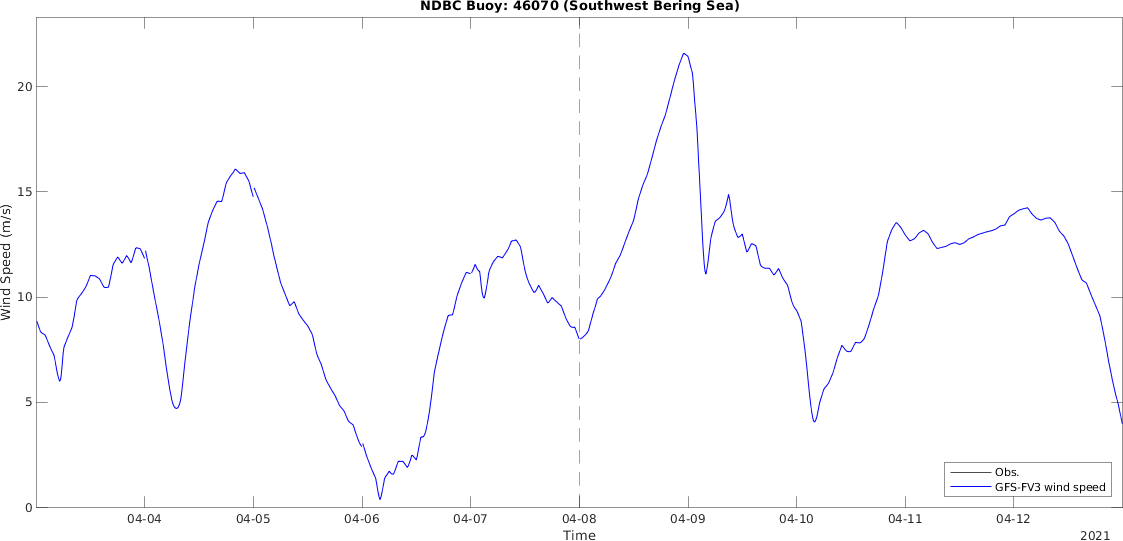 NDBC Buoy: 46070 (Southwest Bering Sea)
Wind Speed (m/s)
20
15
10
5
0
Obs.
GFS-FV3 wind speed
04-04 04-05 04-06 04-07 04-08 04-09 04-10 04-11 04-12
Time
2021